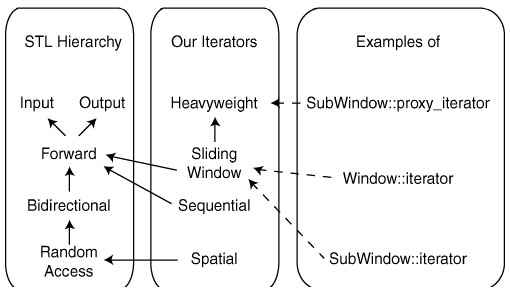 STL Hierarchy
Our Iterators
Examples of
Input
Output
Heavyweight
SubWindow::proxy_iterator
Forward
Sliding
Window
Window::iterator
Bidirectional
Sequential
Random
Access
Spatial
SubWindow::iterator